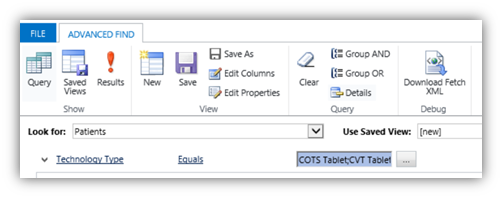 FILE ADVANCED FIND
Query Saved Views Results New Save Save As Edit Columns Edit Properties Clear Group AND Group OR Details Download Fetch XML
Show View Query Debug
Look for: Patients Use Saved View: [new]
Technology Type Equals COTS Tablet;CVT Tablet ...